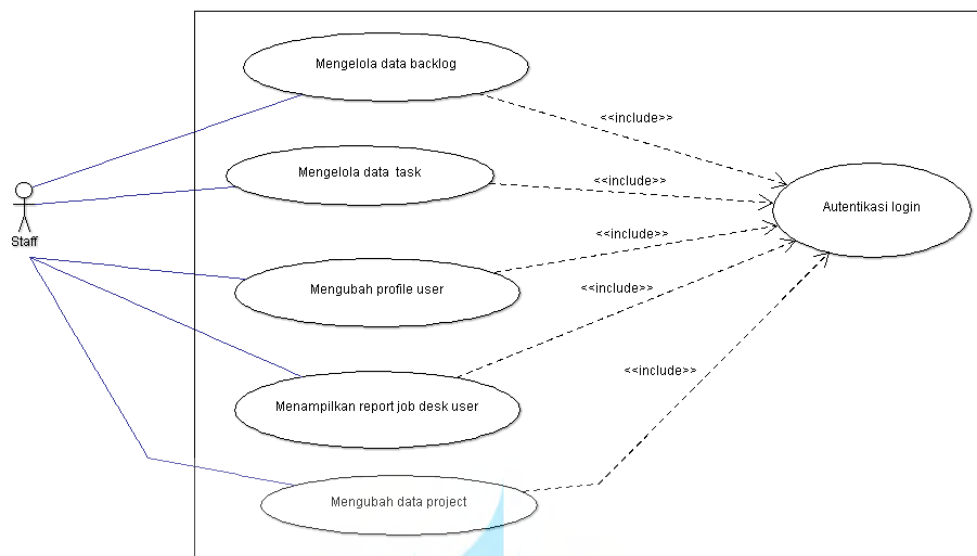 Mengelola data backlog
<<include>>
Mengelola data task
<<include>>
Autentikasi login
Staff
<<include>>
Mengubah profile user
<<include>>
<<include>>
Menampilkan report job desk user
Mengubah data project